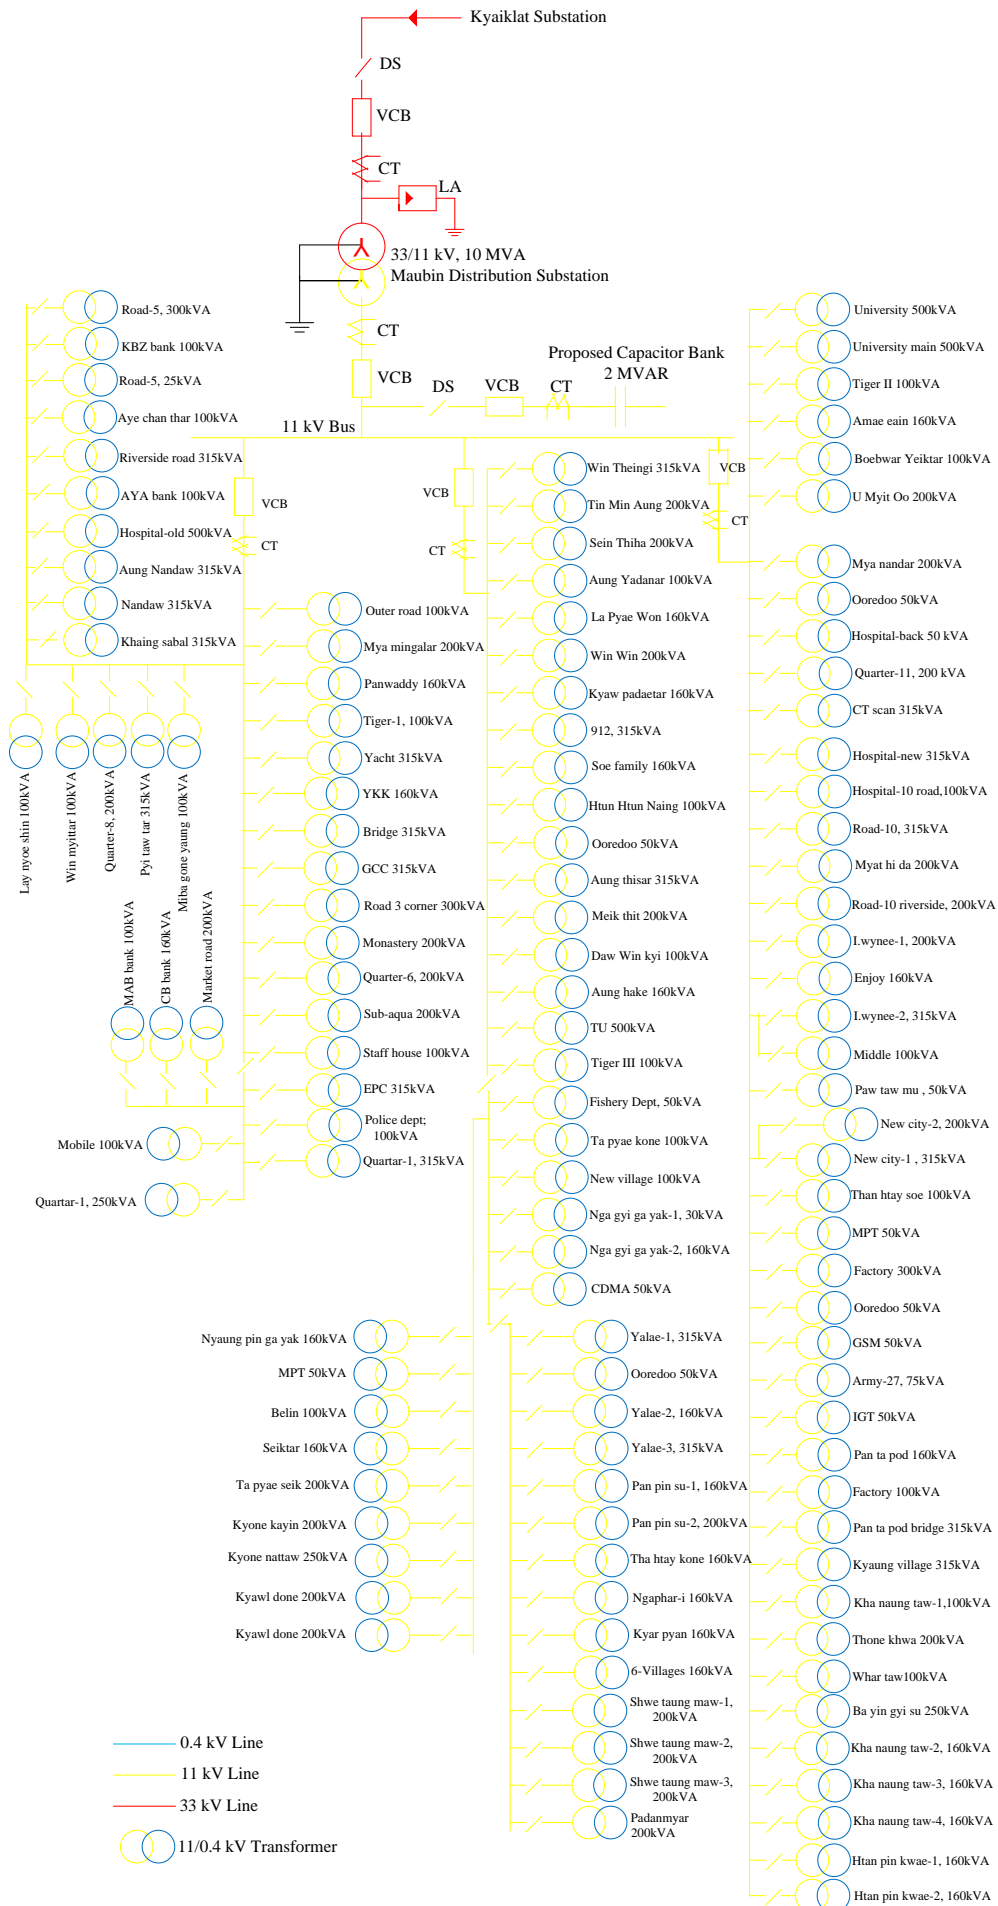 Kyaiklat Substation
DS
VCB
CT
LA
33/11 kV, 10 MVA
Maubin Distribution Substation
CT
VCB
DS
VCB
CT
Proposed Capacitor Bank
2 MVAR
11 kV Bus
VCB
CT
VCB
CT
VCB
CT
Road-5, 300kVA
KBZ bank 100kVA
Road-5, 25kVA
Aye chan thar 100kVA
Riverside road 315kVA
AYA bank 100kVA
Hospital-old 500kVA
Aung Nandaw 315kVA
Nandaw 315kVA
Khaing sabal 315kVA
Lay nyoe shin 100kVA
Win myittar 100kVA
Quarter-8, 200kVA
Pyi taw tar 315kVA
Miba gone yaung 100kVA
MAB bank 100kVA
CB bank 160kVA
Market road 200kVA
Mobile 100kVA
Quartar-1, 250kVA
Outer road 100kVA
Mya mingalar 200kVA
Panwaddy 160kVA
Tiger-1, 100kVA
Yacht 315kVA
YKK 160kVA
Bridge 315kVA
GCC 315kVA
Road 3 corner 300kVA
Monastery 200kVA
Quarter-6, 200kVA
Sub-aqua 200kVA
Staff house 100kVA
EPC 315kVA
Police dept;
100kVA
Quartar-1, 315kVA
Win Theingi 315kVA
Tin Min Aung 200kVA
Sein Thiha 200kVA
Aung Yadanar 100kVA
La Pyae Won 160kVA
Win Win 200kVA
Kyaw padaetar 160kVA
912, 315kVA
Soe family 160kVA
Htun Htun Naing 100kVA
Ooredoo 50kVA
Aung thisar 315kVA
Meik thit 200kVA
Daw Win kyi 100kVA
Aung hake 160kVA
TU 500kVA
Tiger III 100kVA
Fishery Dept, 50kVA
Ta pyae kone 100kVA
New village 100kVA
Nga gyi ga yak-1, 30kVA
Nga gyi ga yak-2, 160kVA
CDMA 50kVA
Nyaung pin ga yak 160kVA
MPT 50kVA
Belin 100kVA
Seiktar 160kVA
Ta pyae seik 200kVA
Kyone kayin 200kVA
Kyone nattaw 250kVA
Kyawl done 200kVA
Kyawl done 200kVA
Yalae-1, 315kVA
Ooredoo 50kVA
Yalae-2, 160kVA
Yalae-3, 315kVA
Pan pin su-1, 160kVA
Pan pin su-2, 200kVA
Tha htay kone 160kVA
Ngaphar-i 160kVA
Kyar pyan 160kVA
6-Villages 160kVA
Shwe taung maw-1,
200kVA
Shwe taung maw-2,
200kVA
Shwe taung maw-3,
200kVA
Padanmyar
200kVA
University 500kVA
University main 500kVA
Tiger II 100kVA
Amae eain 160kVA
Boebwar Yeiktar 100kVA
U Myit Oo 200kVA
Mya nandar 200kVA
Ooredoo 50kVA
Hospital-back 50 kVA
Quarter-11, 200 kVA
CT scan 315kVA
Hospital-new 315kVA
Hospital-10 road,100kVA
Road-10, 315kVA
Myat hi da 200kVA
Road-10 riverside, 200kVA
I.wynee-1, 200kVA
Enjoy 160kVA
I.wynee-2, 315kVA
Middle 100kVA
Paw taw mu , 50kVA
New city-2, 200kVA
New city-1 , 315kVA
Than htay soe 100kVA
MPT 50kVA
Factory 300kVA
Ooredoo 50kVA
GSM 50kVA
Army-27, 75kVA
IGT 50kVA
Pan ta pod 160kVA
Factory 100kVA
Pan ta pod bridge 315kVA
Kyaung village 315kVA
Kha naung taw-1,100kVA
Thone khwa 200kVA
Whar taw100kVA
Ba yin gyi su 250kVA
Kha naung taw-2, 160kVA
Kha naung taw-3, 160kVA
Kha naung taw-4, 160kVA
Htan pin kwae-1, 160kVA
Htan pin kwae-2, 160kVA
0.4 kV Line
11 kV Line
33 kV Line
11/0.4 kV Transformer